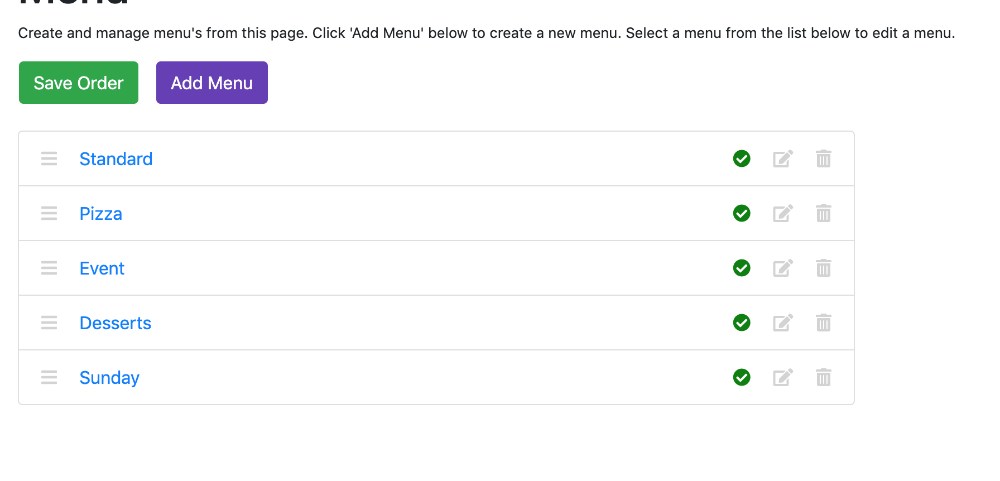 Menu
Create and manage menu's from this page. Click 'Add Menu' below to create a new menu. Select a menu from the list below to edit a menu.
Save Order
Add Menu
Standard
Pizza
Event
Desserts
Sunday